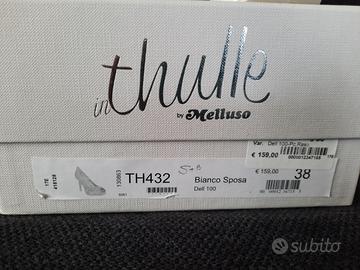 in thulle
by Melluso
Var. Dell 100-Pc.Raso
€ 159,00
TH432
Bianco Sposa
Dell 100
€ 159,00
38
subito